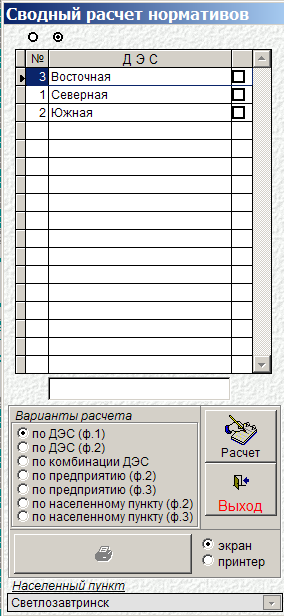 Сводный расчет нормативов
№ Д Э С
3 Восточная
1 Северная
2 Южная
Варианты расчета
по ДЭС (ф.1)
по ДЭС (ф.2)
по комбинации ДЭС
по предприятию (ф.2)
по предприятию (ф.3)
по населенному пункту (ф.2)
по населенному пункту (ф.3)
Расчет
Выход
экран
принтер
Населенный пункт
Светлозавтринск